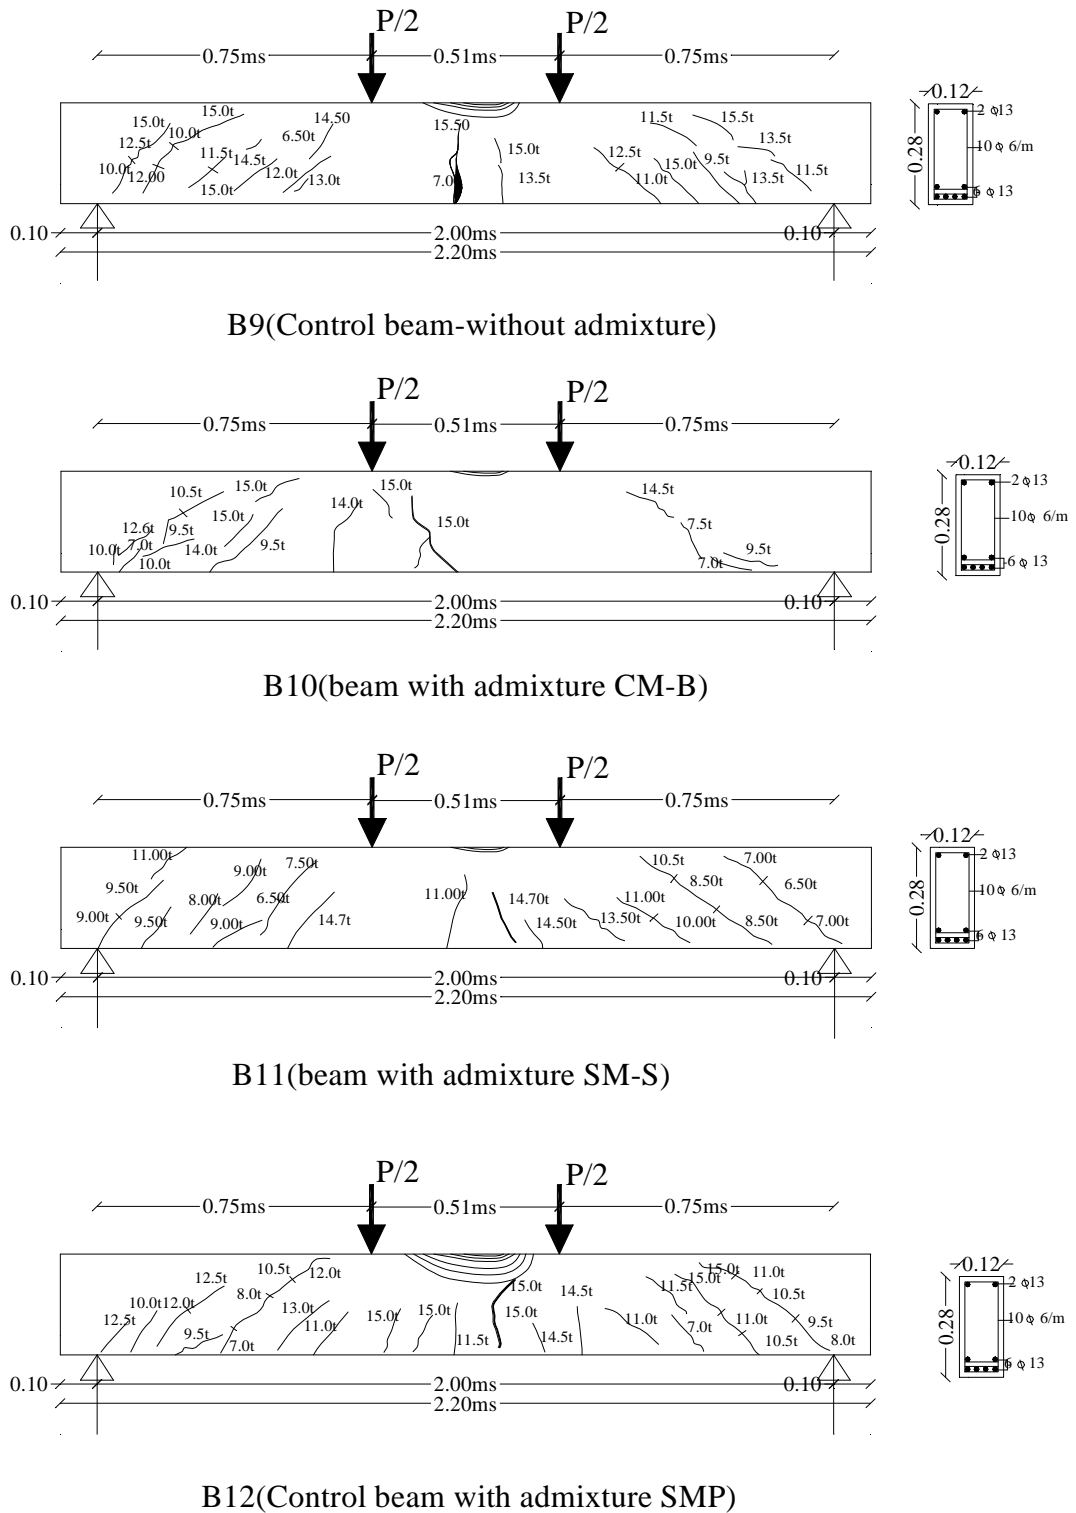 P/2 P/2
0.75ms 0.51ms 0.75ms
0.12
2 ϕ13
10 ϕ 6/m
6 ϕ 13
0.28
15.0t 15.0t 14.50 15.50 11.5t 15.5t
12.5t 10.0t 6.50t 15.0t 13.5t
10.0t 12.00 11.5t 14.5t 12.0t 13.0t 12.5t 15.0t 9.5t 11.5t
15.0t 7.0 13.5t 11.0t 13.5t
0.10 2.00ms 0.10
2.20ms
B9(Control beam-without admixture)
P/2 P/2
0.75ms 0.51ms 0.75ms
0.12
2 ϕ 13
10ϕ 6/m
6 ϕ 13
0.28
10.5t 15.0t 15.0t 14.5t
14.0t
12.6t 9.5t 15.0t 15.0t 7.5t
10.0t 7.0t 14.0t 9.5t 9.5t
10.0t 7.0t
0.10 2.00ms 0.10
2.20ms
B10(beam with admixture CM-B)
P/2 P/2
0.75ms 0.51ms 0.75ms
0.12
2 ϕ13
10ϕ 6/m
6 ϕ 13
0.28
11.00t 9.00t 7.50t 10.5t 7.00t
9.50t 8.00t 6.50t 11.00t 14.70t 11.00t 8.50t 6.50t
9.00t 9.50t 9.00t 14.7t 14.50t 13.50t 10.00t 8.50t 7.00t
0.10 2.00ms 0.10
2.20ms
B11(beam with admixture SM-S)
P/2 P/2
0.75ms 0.51ms 0.75ms
0.12
2 ϕ13
10ϕ 6/m
6 ϕ 13
0.28
12.5t 10.5t 12.0t 15.0t 11.5t 15.0t 15.0t 11.0t
10.0t 12.0t 8.0t 13.0t 14.5t 10.5t
12.5t 11.0t 15.0t 15.0t 15.0t 11.0t 7.0t 11.0t 9.5t
9.5t 7.0t 11.5t 14.5t 10.5t 8.0t
0.10 2.00ms 0.10
2.20ms
B12(Control beam with admixture SMP)